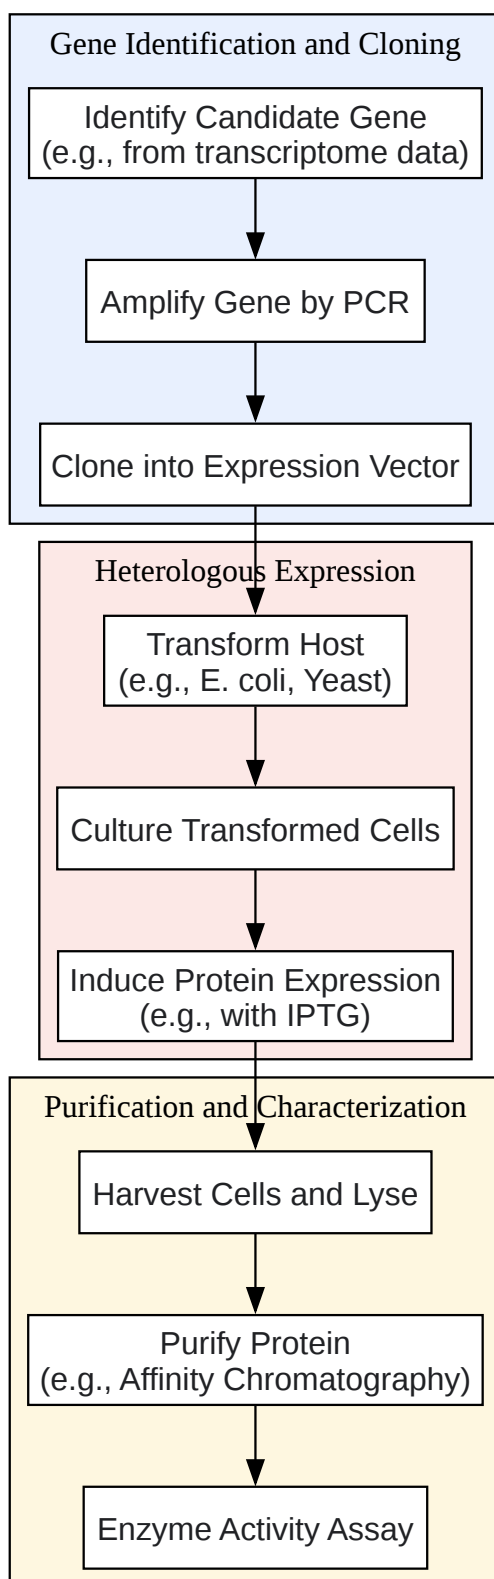 Gene Identification and Cloning
Identify Candidate Gene
(e.g., from transcriptome data)
Amplify Gene by PCR
Clone into Expression Vector
Heterologous Expression
Transform Host
(e.g., E. coli, Yeast)
Culture Transformed Cells
Induce Protein Expression
(e.g., with IPTG)
Purification and Characterization
Harvest Cells and Lyse
Purify Protein
(e.g., Affinity Chromatography)
Enzyme Activity Assay